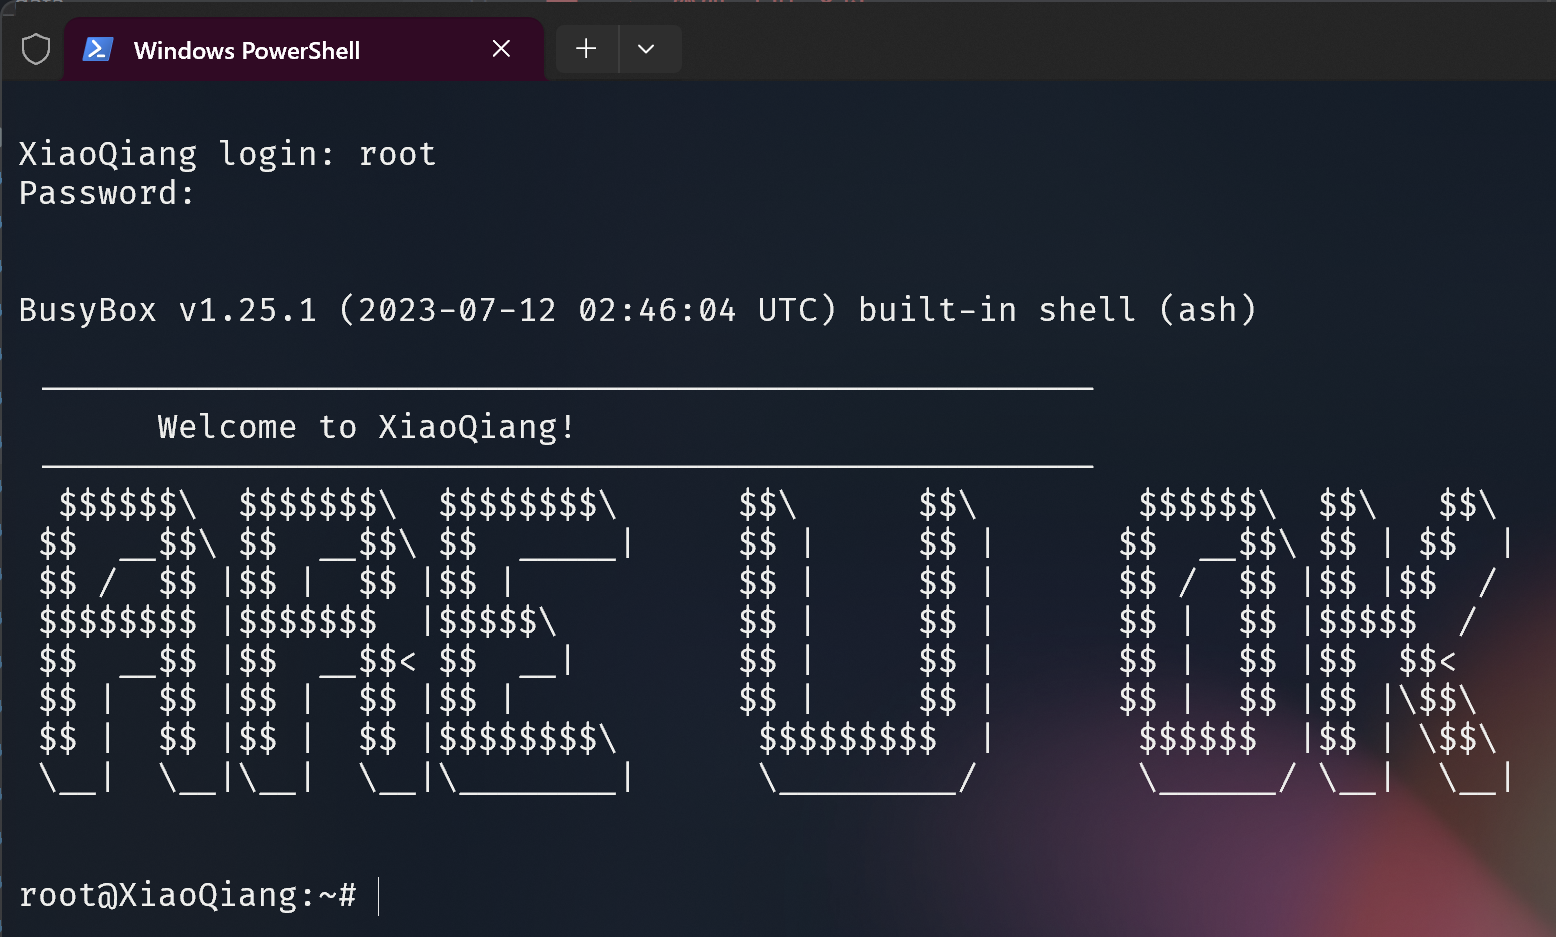 Windows PowerShell
XiaoQiang login: root
Password:
BusyBox v1.25.1 (2023-07-12 02:46:04 UTC) built-in shell (ash)
 -----------------------------------------------------
       Welcome to XiaoQiang!
 -----------------------------------------------------
  $$$$$$\  $$$$$$$\  $$$$$$$$\      $$\      $$\        $$$$$$\  $$\   $$\
 $$  __$$\ $$  __$$\ $$  _____|     $$ |     $$ |      $$  __$$\ $$ | $$  |
 $$ /  $$ |$$ |  $$ |$$ |           $$ |     $$ |      $$ /  $$ |$$ |$$  /
 $$$$$$$$ |$$$$$$$  |$$$$$\         $$ |     $$ |      $$ |  $$ |$$$$$  /
 $$  __$$ |$$  __$$< $$  __|        $$ |     $$ |      $$ |  $$ |$$  $$<
 $$ |  $$ |$$ |  $$ |$$ |           $$ |     $$ |      $$ |  $$ |$$ |\$$\
 $$ |  $$ |$$ |  $$ |$$$$$$$$\       $$$$$$$$$  |       $$$$$$  |$$ | \$$\
 \__|  \__|\__|  \__|\________|      \_________/        \______/ \__|  \__|
root@XiaoQiang:~#